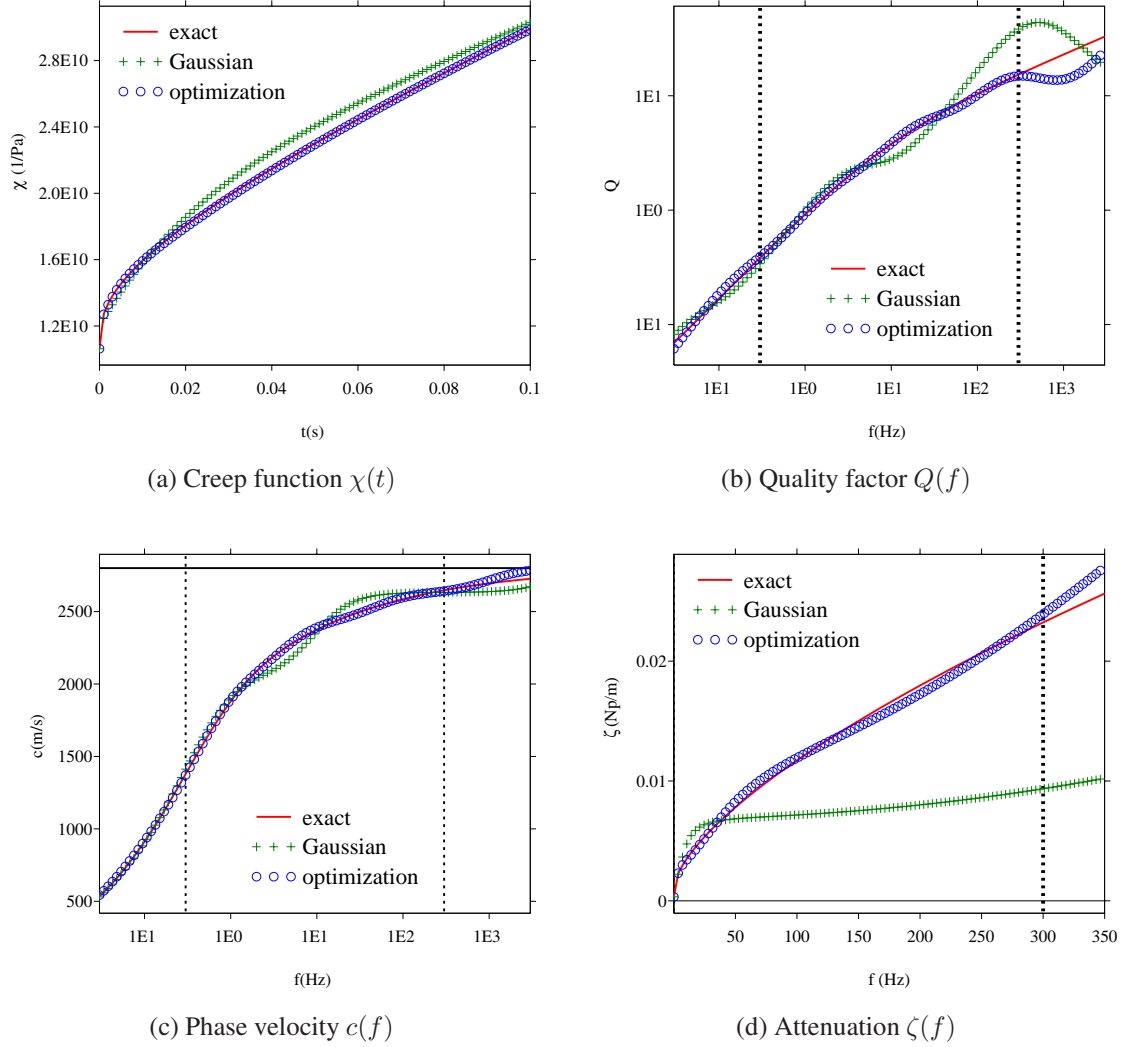 exact
Gaussian
optimization
2.8E10
2.4E10
2.0E10
1.6E10
1.2E10
χ (1/Pa)
0 0.02 0.04 0.06 0.08 0.1
t(s)
(a) Creep function χ(t)
1E1
1E0
1E1
Q
exact
Gaussian
optimization
1E1 1E0 1E1 1E2 1E3
f(Hz)
(b) Quality factor Q(f)
2500
2000
1500
1000
500
c(m/s)
exact
Gaussian
optimization
1E1 1E0 1E1 1E2 1E3
f(Hz)
(c) Phase velocity c(f)
exact
Gaussian
optimization
0.02
0.01
0
ζ (Np/m)
50 100 150 200 250 300 350
f (Hz)
(d) Attenuation ζ(f)